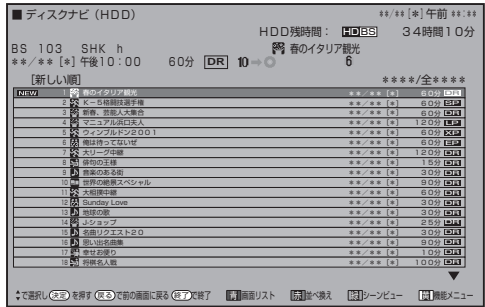 ■ ディスクナビ（HDD） **/** [*] 午前 **:**
HDD残時間： HD BS 34時間10分
BS 103 SHK h 春のイタリア観光
**/** [*] 午後10：00 60分 DR 10 6
[新しい順] ****/全****
NEW 1 春のイタリア観光 **/** [*] 60分 DR
2 K－5格闘技選手権 **/** [*] 60分 SP
3 新春、芸能人大集合 **/** [*] 60分 DR
4 マニュアル浜口夫人 **/** [*] 120分 LP
5 ウィンブルドン2001 **/** [*] 60分 XP
6 俺は待ってないぜ **/** [*] 60分 EP
7 大リーグ中継 **/** [*] 120分 DR
8 俳句の王様 **/** [*] 15分 DR
9 音楽のある街 **/** [*] 30分 DR
10 世界の絶景スペシャル **/** [*] 90分 DR
11 大相撲中継 **/** [*] 60分 DR
12 Sunday Love **/** [*] 30分 DR
13 地球の歌 **/** [*] 30分 DR
14 J-ショップ **/** [*] 25分 DR
15 名曲リクエスト20 **/** [*] 30分 DR
16 思い出名曲集 **/** [*] 90分 DR
17 幸せお便り **/** [*] 10分 DR
18 将棋名人戦 **/** [*] 90分 DR
で選択し 決定 を押す 戻る で前の画面に戻る 終了 で終了 画面リスト 並べ換え シーンビュー 機能メニュー